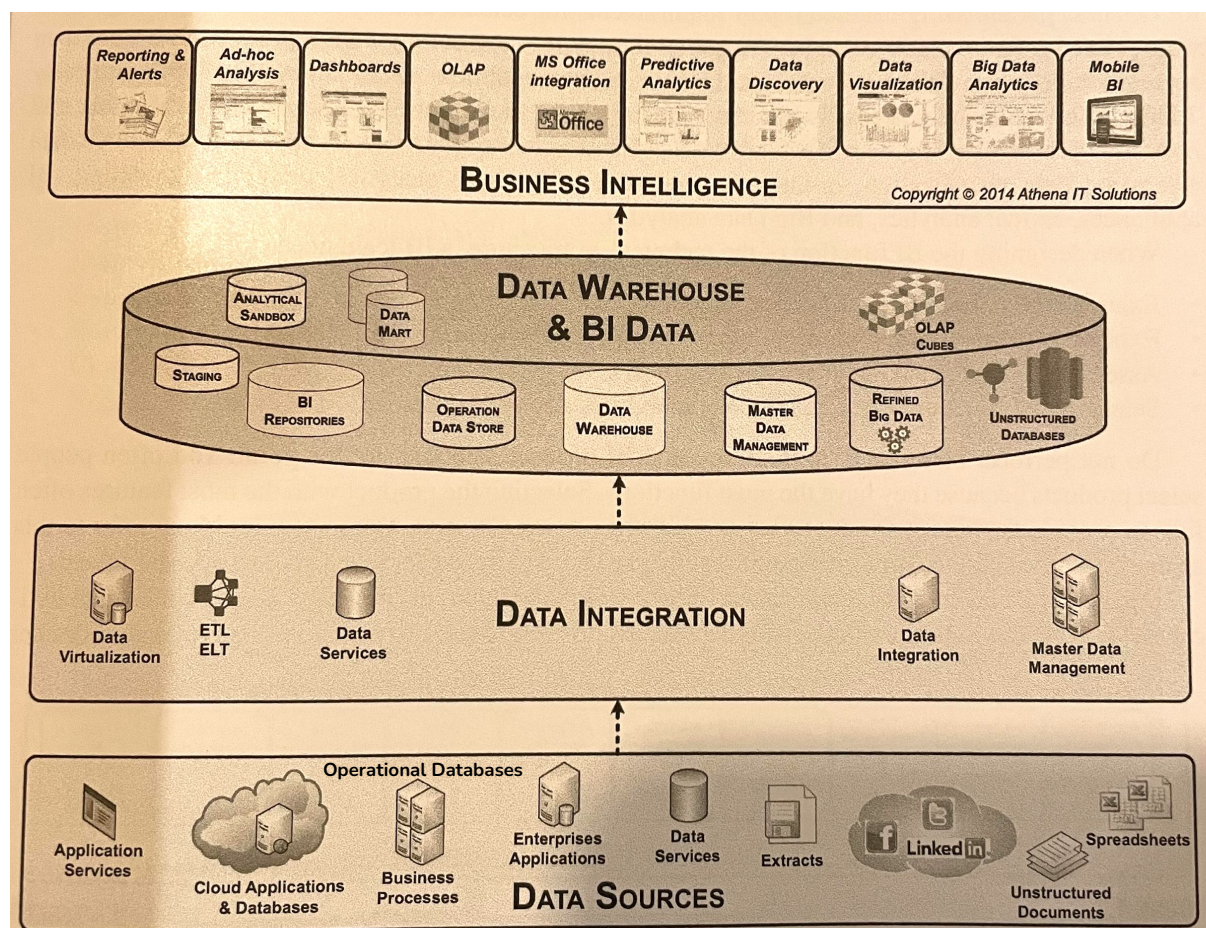 Reporting &
Alerts
Ad-hoc
Analysis
Dashboards
OLAP
MS Office
integration
Microsoft
Office
Predictive
Analytics
Data
Discovery
Data
Visualization
Big Data
Analytics
Mobile
BI
BUSINESS INTELLIGENCE
Copyright © 2014 Athena IT Solutions
DATA WAREHOUSE
& BI DATA
ANALYTICAL
SANDBOX
DATA
MART
OLAP
CUBES
STAGING
BI
REPOSITORIES
OPERATION
DATA STORE
DATA
WAREHOUSE
MASTER
DATA
MANAGEMENT
REFINED
BIG DATA
UNSTRUCTURED
DATABASES
Data
Virtualization
ETL
ELT
Data
Services
DATA INTEGRATION
Data
Integration
Master Data
Management
Application
Services
Cloud Applications
& Databases
Operational Databases
Business
Processes
Enterprises
Applications
Data
Services
Extracts
f
Linked in
Unstructured
Documents
Spreadsheets
DATA SOURCES